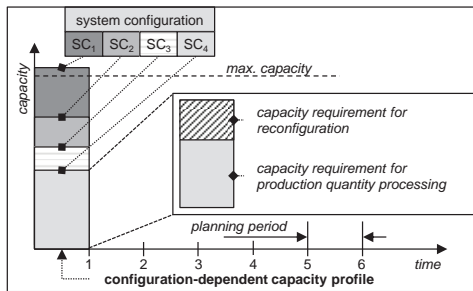 system configuration
SC1 SC2 SC3 SC4
max. capacity
capacity
capacity requirement for
reconfiguration
capacity requirement for
production quantity processing
planning period
1 2 3 4 5 6 time
configuration-dependent capacity profile